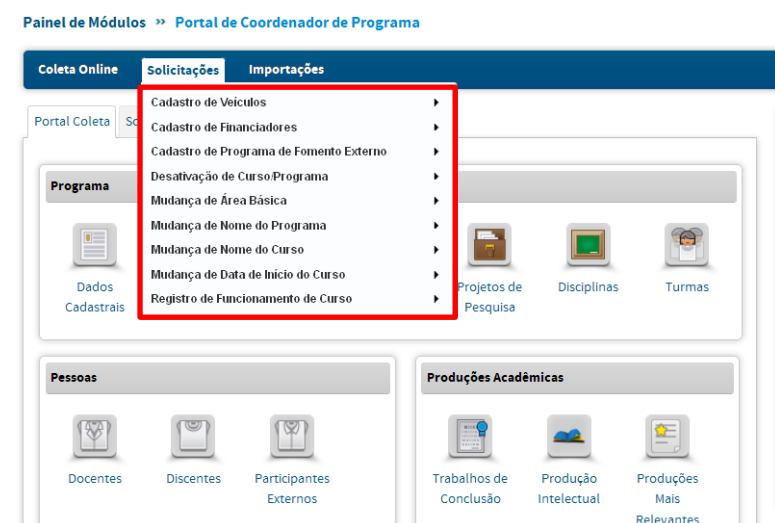 Painel de Módulos » Portal de Coordenador de Programa
Coleta Online Solicitações Importações
Cadastro de Veículos
Cadastro de Financiadores
Cadastro de Programa de Fomento Externo
Desativação de Curso/Programa
Mudança de Área Básica
Mudança de Nome do Programa
Mudança de Nome do Curso
Mudança de Data de Início do Curso
Registro de Funcionamento de Curso
Portal Coleta
Programa
Dados
Cadastrais
Projetos de
Pesquisa
Disciplinas
Turmas
Pessoas
Docentes
Discentes
Participantes
Externos
Produções Acadêmicas
Trabalhos de
Conclusão
Produção
Intelectual
Produções
Mais
Relevantes